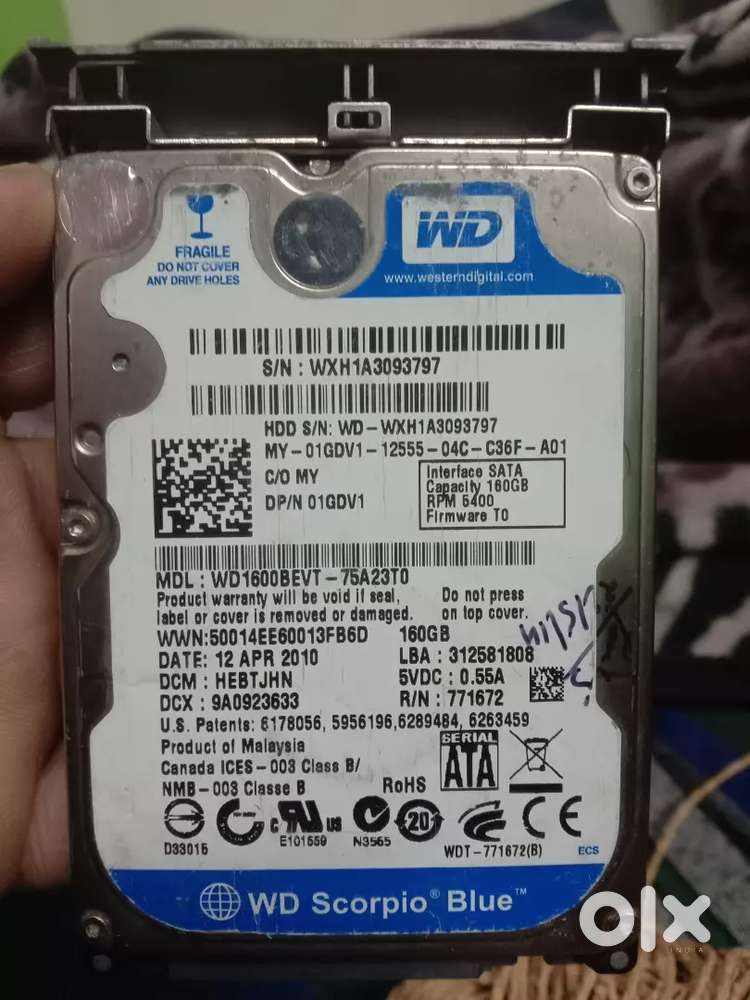 WD
www.westerndigital.com
FRAGILE
DO NOT COVER
ANY DRIVE HOLES
S/N : WXH1A3093797
HDD S/N: WD-WXH1A3093797
MY-01GDV1-12555-04C-C36F-A01
C/O MY
DP/N 01GDV1
Interface SATA
Capacity 160GB
RPM 5400
Firmware T0
MDL : WD1600BEVT-75A23T0
Product warranty will be void if seal,
label or cover is removed or damaged.
Do not press
on top cover.
WWN:50014EE60013FB6D 160GB
DATE: 12 APR 2010 LBA : 312581808
DCM : HEBTJHN 5VDC : 0.55A
DCX : 9A0923633 R/N : 771672
U.S. Patents: 6178056, 5956196,6289484, 6263459
Product of Malaysia
Canada ICES-003 Class B/
NMB-003 Classe B
RoHS
SERIAL
ATA
D33015
c RU us
E101559
N3565
20
CE
WDT-771672(B)
ECS
WD Scorpio® Blue™
olx
INDIA